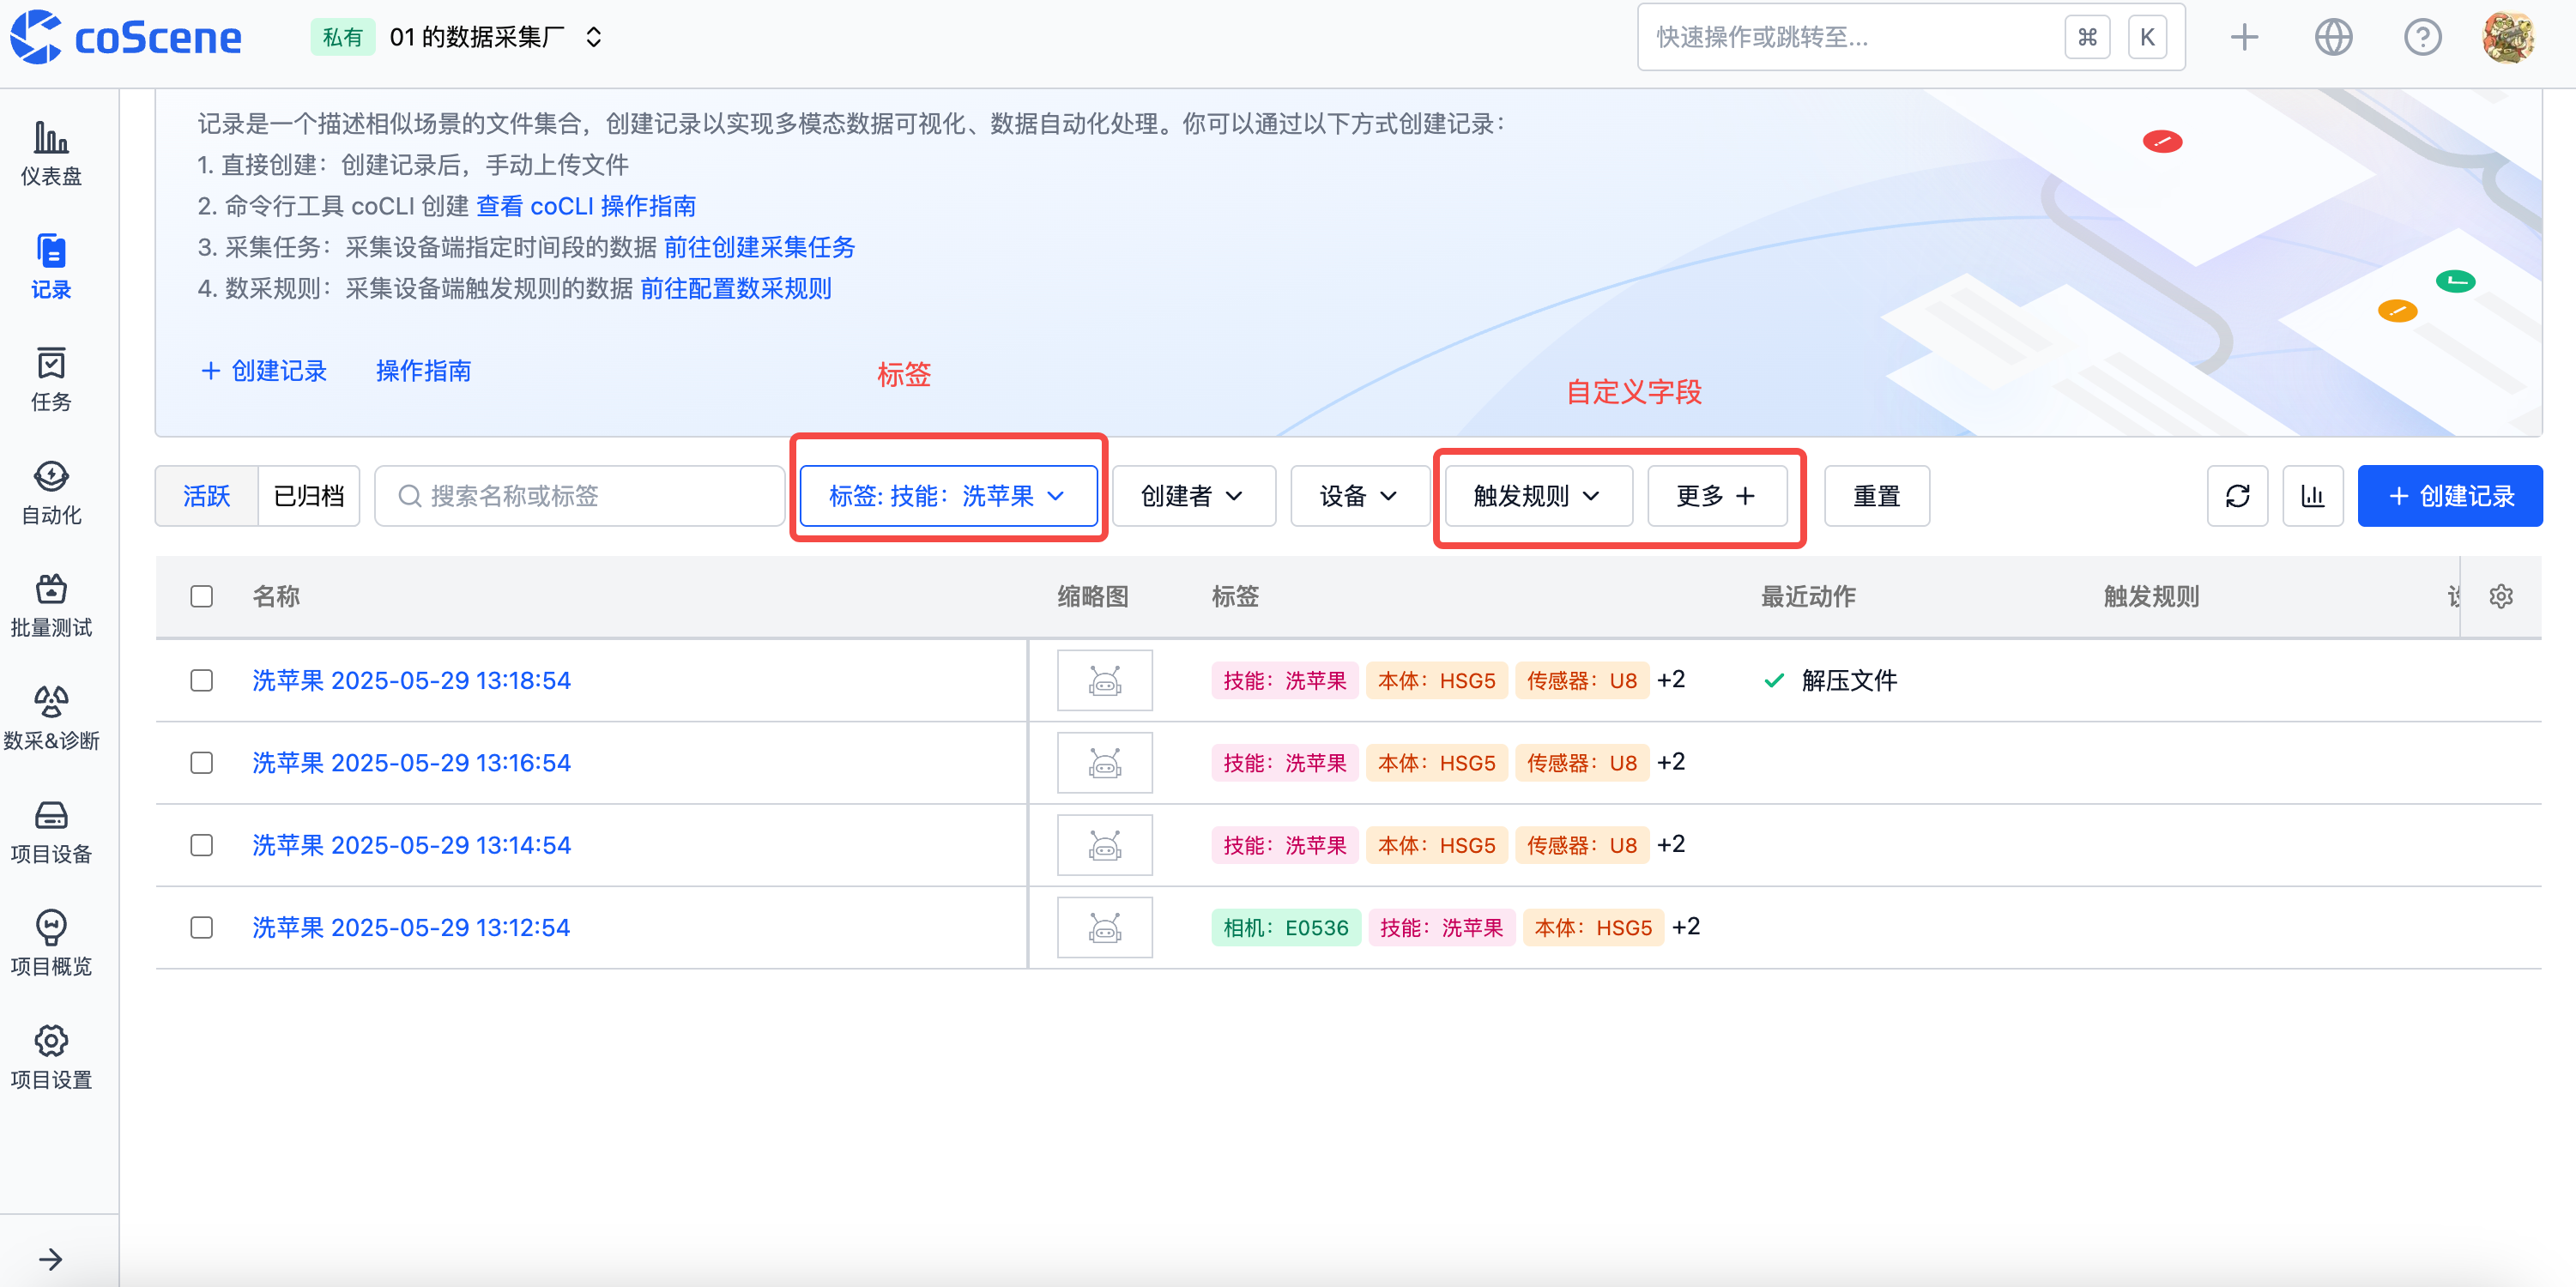 coScene
私有
01 的数据采集厂
快速操作或跳转至...
⌘
K
仪表盘
记录
任务
自动化
批量测试
数采&诊断
项目设备
项目概览
项目设置
记录是一个描述相似场景的文件集合，创建记录以实现多模态数据可视化、数据自动化处理。你可以通过以下方式创建记录：
1. 直接创建：创建记录后，手动上传文件
2. 命令行工具 coCLI 创建 查看 coCLI 操作指南
3. 采集任务：采集设备端指定时间段的数据 前往创建采集任务
4. 数采规则：采集设备端触发规则的数据 前往配置数采规则
+ 创建记录
操作指南
标签
自定义字段
活跃
已归档
搜索名称或标签
标签: 技能：洗苹果
创建者
设备
触发规则
更多 +
重置
+ 创建记录
名称
缩略图
标签
最近动作
触发规则
洗苹果 2025-05-29 13:18:54
技能：洗苹果
本体：HSG5
传感器：U8
+2
解压文件
洗苹果 2025-05-29 13:16:54
技能：洗苹果
本体：HSG5
传感器：U8
+2
洗苹果 2025-05-29 13:14:54
技能：洗苹果
本体：HSG5
传感器：U8
+2
洗苹果 2025-05-29 13:12:54
相机：E0536
技能：洗苹果
本体：HSG5
+2